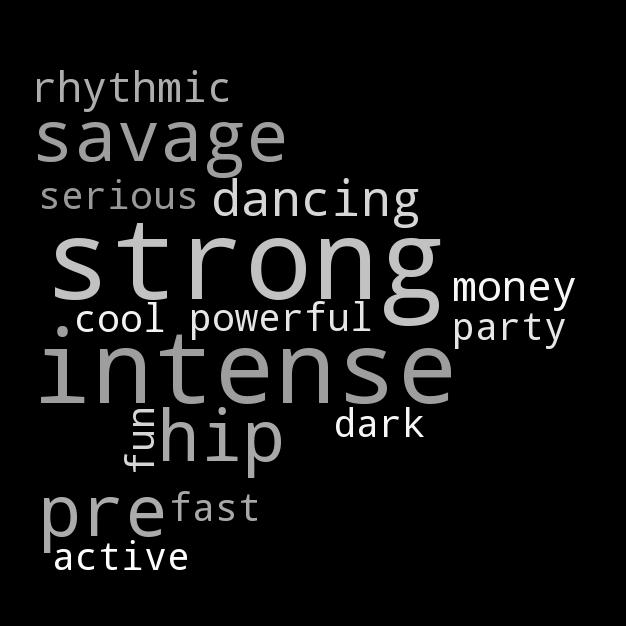 rhythmic
savage
serious dancing
strong
money
cool powerful
party
intense
fun
hip
dark
pre
fast
active